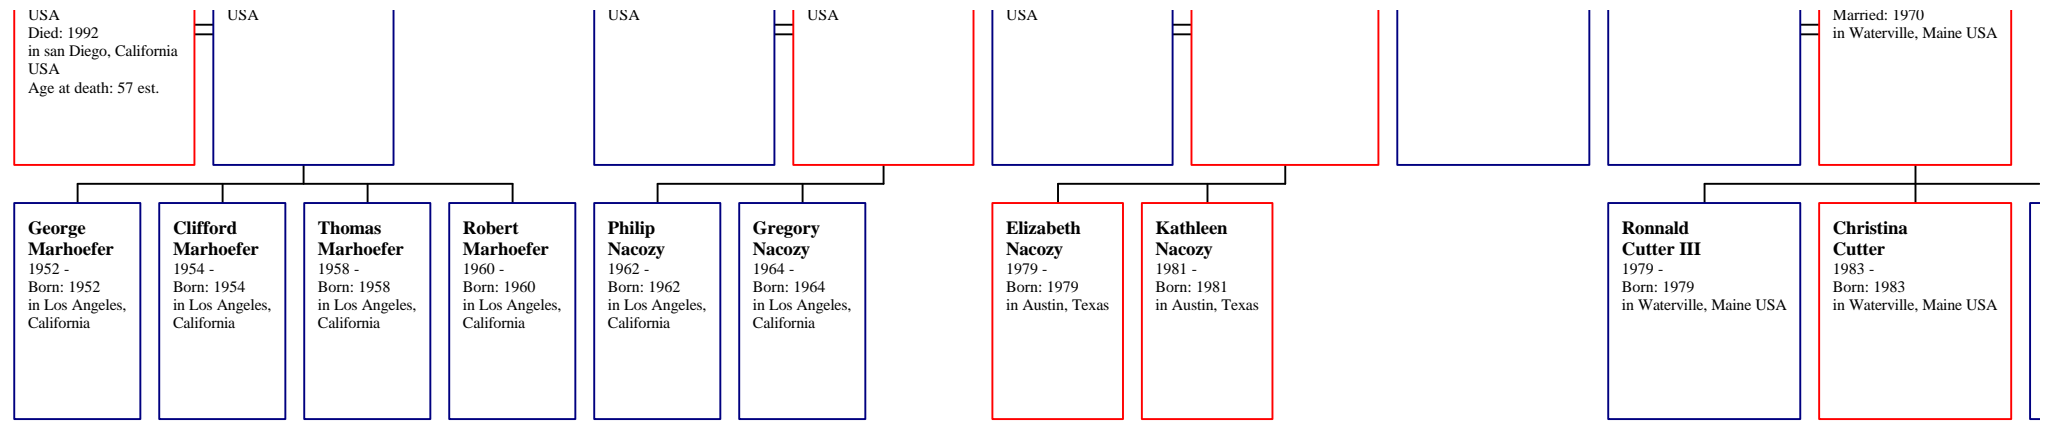 USA
Died: 1992
in san Diego, California
USA
Age at death: 57 est.
USA
USA
USA
USA
Married: 1970
in Waterville, Maine USA
George
Marhoefer
1952 -
Born: 1952
in Los Angeles,
California
Clifford
Marhoefer
1954 -
Born: 1954
in Los Angeles,
California
Thomas
Marhoefer
1958 -
Born: 1958
in Los Angeles,
California
Robert
Marhoefer
1960 -
Born: 1960
in Los Angeles,
California
Philip
Nacozy
1962 -
Born: 1962
in Los Angeles,
California
Gregory
Nacozy
1964 -
Born: 1964
in Los Angeles,
California
Elizabeth
Nacozy
1979 -
Born: 1979
in Austin, Texas
Kathleen
Nacozy
1981 -
Born: 1981
in Austin, Texas
Ronnald
Cutter III
1979 -
Born: 1979
in Waterville, Maine USA
Christina
Cutter
1983 -
Born: 1983
in Waterville, Maine USA